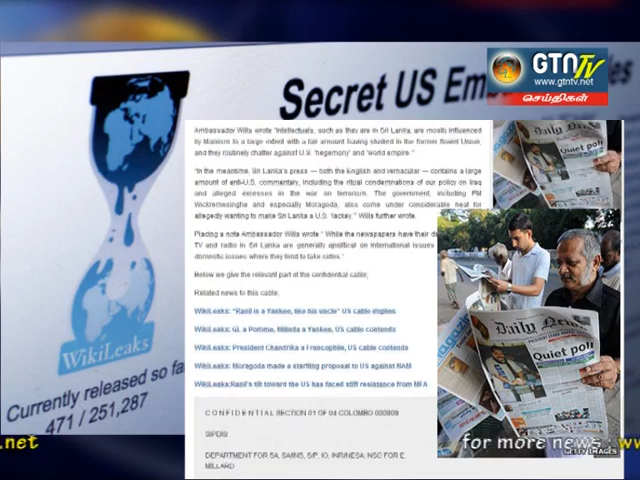 Secret US Em
GTN TV
www.gtntv.net
செய்திகள்
Ambassador Wills wrote "Intellectuals, such as they are in Sri Lanka, are mostly influenced
by Marxism to a large extent with a fair amount having studied in the former Soviet Union,
and they routinely chatter against U.S. 'hegemony' and 'world empire.'"
"In the meantime, Sri Lanka's press — both the English and vernacular — contains a large
amount of anti-U.S. commentary, including the ritual condemnations of our policy on Iraq
and alleged excesses in the war on terrorism. The government, including PM
Wickremesinghe and especially Moragoda, also come under considerable heat for
allegedly wanting to make Sri Lanka a U.S. 'lackey.'" Wills further wrote.
Placing a note Ambassador Wills wrote " While the newspapers have their
TV and radio in Sri Lanka are generally apolitical on international issues
domestic issues where they tend to take sides."
Below we give the relevant part of the confidential cable;
Related news to this cable;
WikiLeaks: "Ranil is a Yankee, like his uncle" US cable implies
WikiLeaks: GL a Pommie, Milinda a Yankee, US cable contends
WikiLeaks: President Chandrika a Francophile, US cable contends
WikiLeaks: Moragoda made a startling proposal to US against BAM
WikiLeaks:Ranil's tilt toward the US has faced stiff resistance from MFA
C O N F I D E N T I A L SECTION 01 OF 04 COLOMBO 000909
SIPDIS
DEPARTMENT FOR SA, SA/INS, S/P, IO, INR/NESA; NSC FOR E.
MILLARD
WikiLeaks
Currently released so fa
471 / 251,287
Daily News
Quiet poll
Daily News
Quiet poll
GETTY IMAGES
.net
for more news : ww